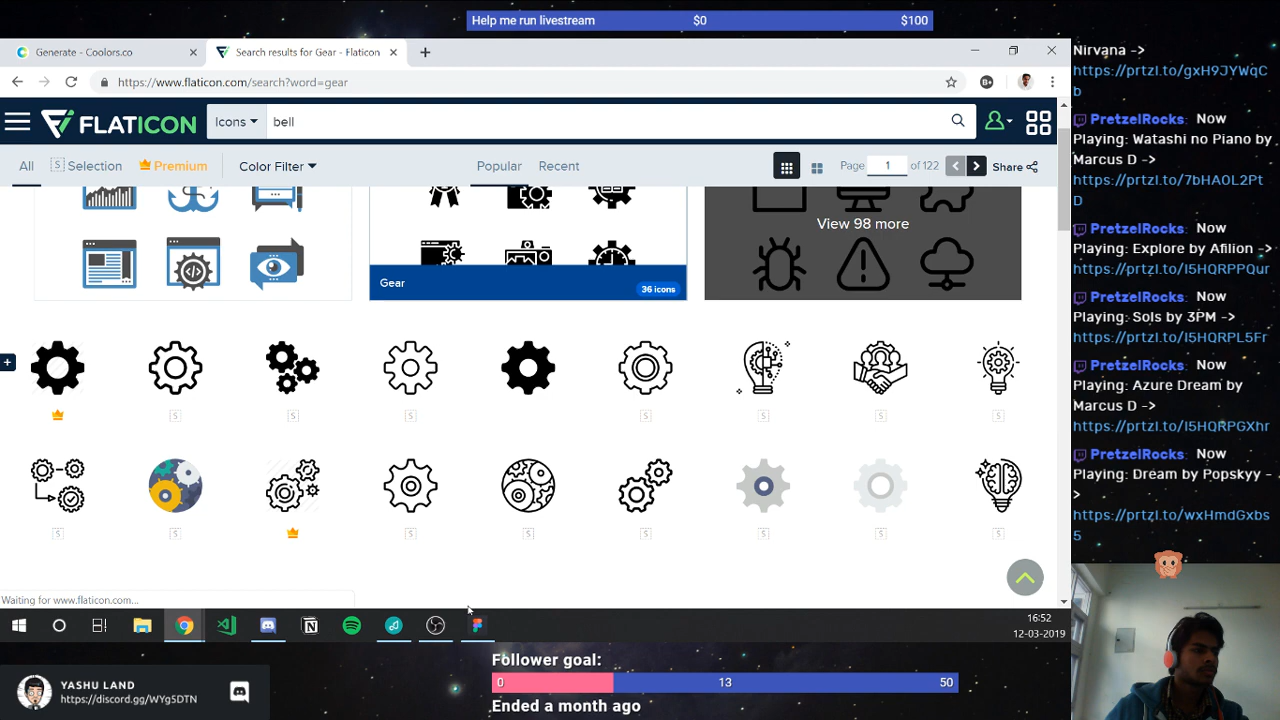 Help me run livestream $0 $100
Generate - Coolors.co
Search results for Gear - Flaticon
https://www.flaticon.com/search?word=gear
FLATICON
Icons
bell
All
Selection
Premium
Color Filter
Popular
Recent
Page 1 of 122
Share
Gear
36 icons
View 98 more
S S S S S S
S S S S S S S S
Waiting for www.flaticon.com...
16:52
12-03-2019
YASHU LAND
https://discord.gg/WYg5DTN
Follower goal:
0 13 50
Ended a month ago
Nirvana ->
https://prtzl.to/gxH9JYWqC
b
PretzelRocks: Now
Playing: Watashi no Piano by
Marcus D ->
https://prtzl.to/7bHA0L2Pt
D
PretzelRocks: Now
Playing: Explore by Afilion ->
https://prtzl.to/I5HQRPPQur
PretzelRocks: Now
Playing: Sols by 3PM ->
https://prtzl.to/I5HQRPL5Fr
PretzelRocks: Now
Playing: Azure Dream by
Marcus D ->
https://prtzl.to/I5HQRPGXhr
PretzelRocks: Now
Playing: Dream by Popskyy -
>
https://prtzl.to/wxHmdGxbs
5